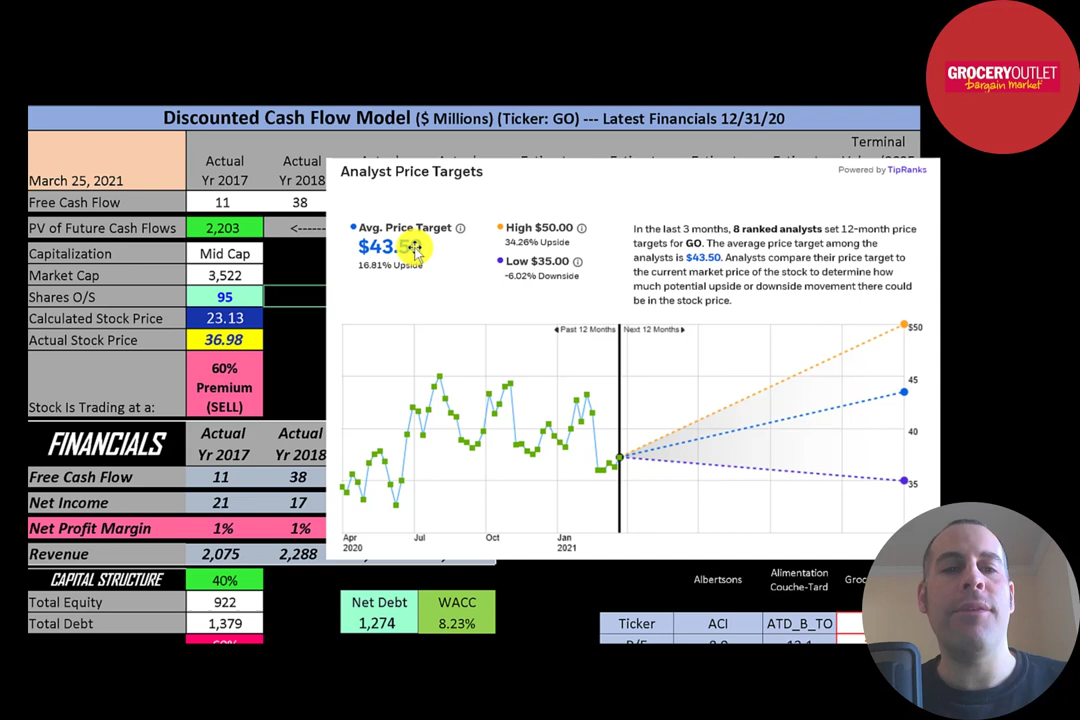 GROCERYOUTLET
bargain market
Discounted Cash Flow Model ($ Millions) (Ticker: GO) --- Latest Financials 12/31/20
Terminal
March 25, 2021
Actual
Yr 2017
Actual
Yr 2018
Free Cash Flow 11 38
PV of Future Cash Flows 2,203 <------
Capitalization Mid Cap
Market Cap 3,522
Shares O/S 95
Calculated Stock Price 23.13
Actual Stock Price 36.98
Stock Is Trading at a:
60%
Premium
(SELL)
FINANCIALS
Actual
Yr 2017
Actual
Yr 2018
Free Cash Flow 11 38
Net Income 21 17
Net Profit Margin 1% 1%
Revenue 2,075 2,288
CAPITAL STRUCTURE 40%
Total Equity 922
Total Debt 1,379
Net Debt WACC
1,274 8.23%
Analyst Price Targets
Powered by TipRanks
Avg. Price Target
16.81% Upside
High $50.00
34.26% Upside
Low $35.00
-6.02% Downside
In the last 3 months, 8 ranked analysts set 12-month price
targets for GO. The average price target among the
analysts is $43.50. Analysts compare their price target to
the current market price of the stock to determine how
much potential upside or downside movement there could
be in the stock price.
Past 12 Months Next 12 Months
$50
45
40
35
Apr
2020
Jul
Oct
Jan
2021
Albertsons
Alimentation
Couche-Tard
Ticker ACI ATD_B_TO